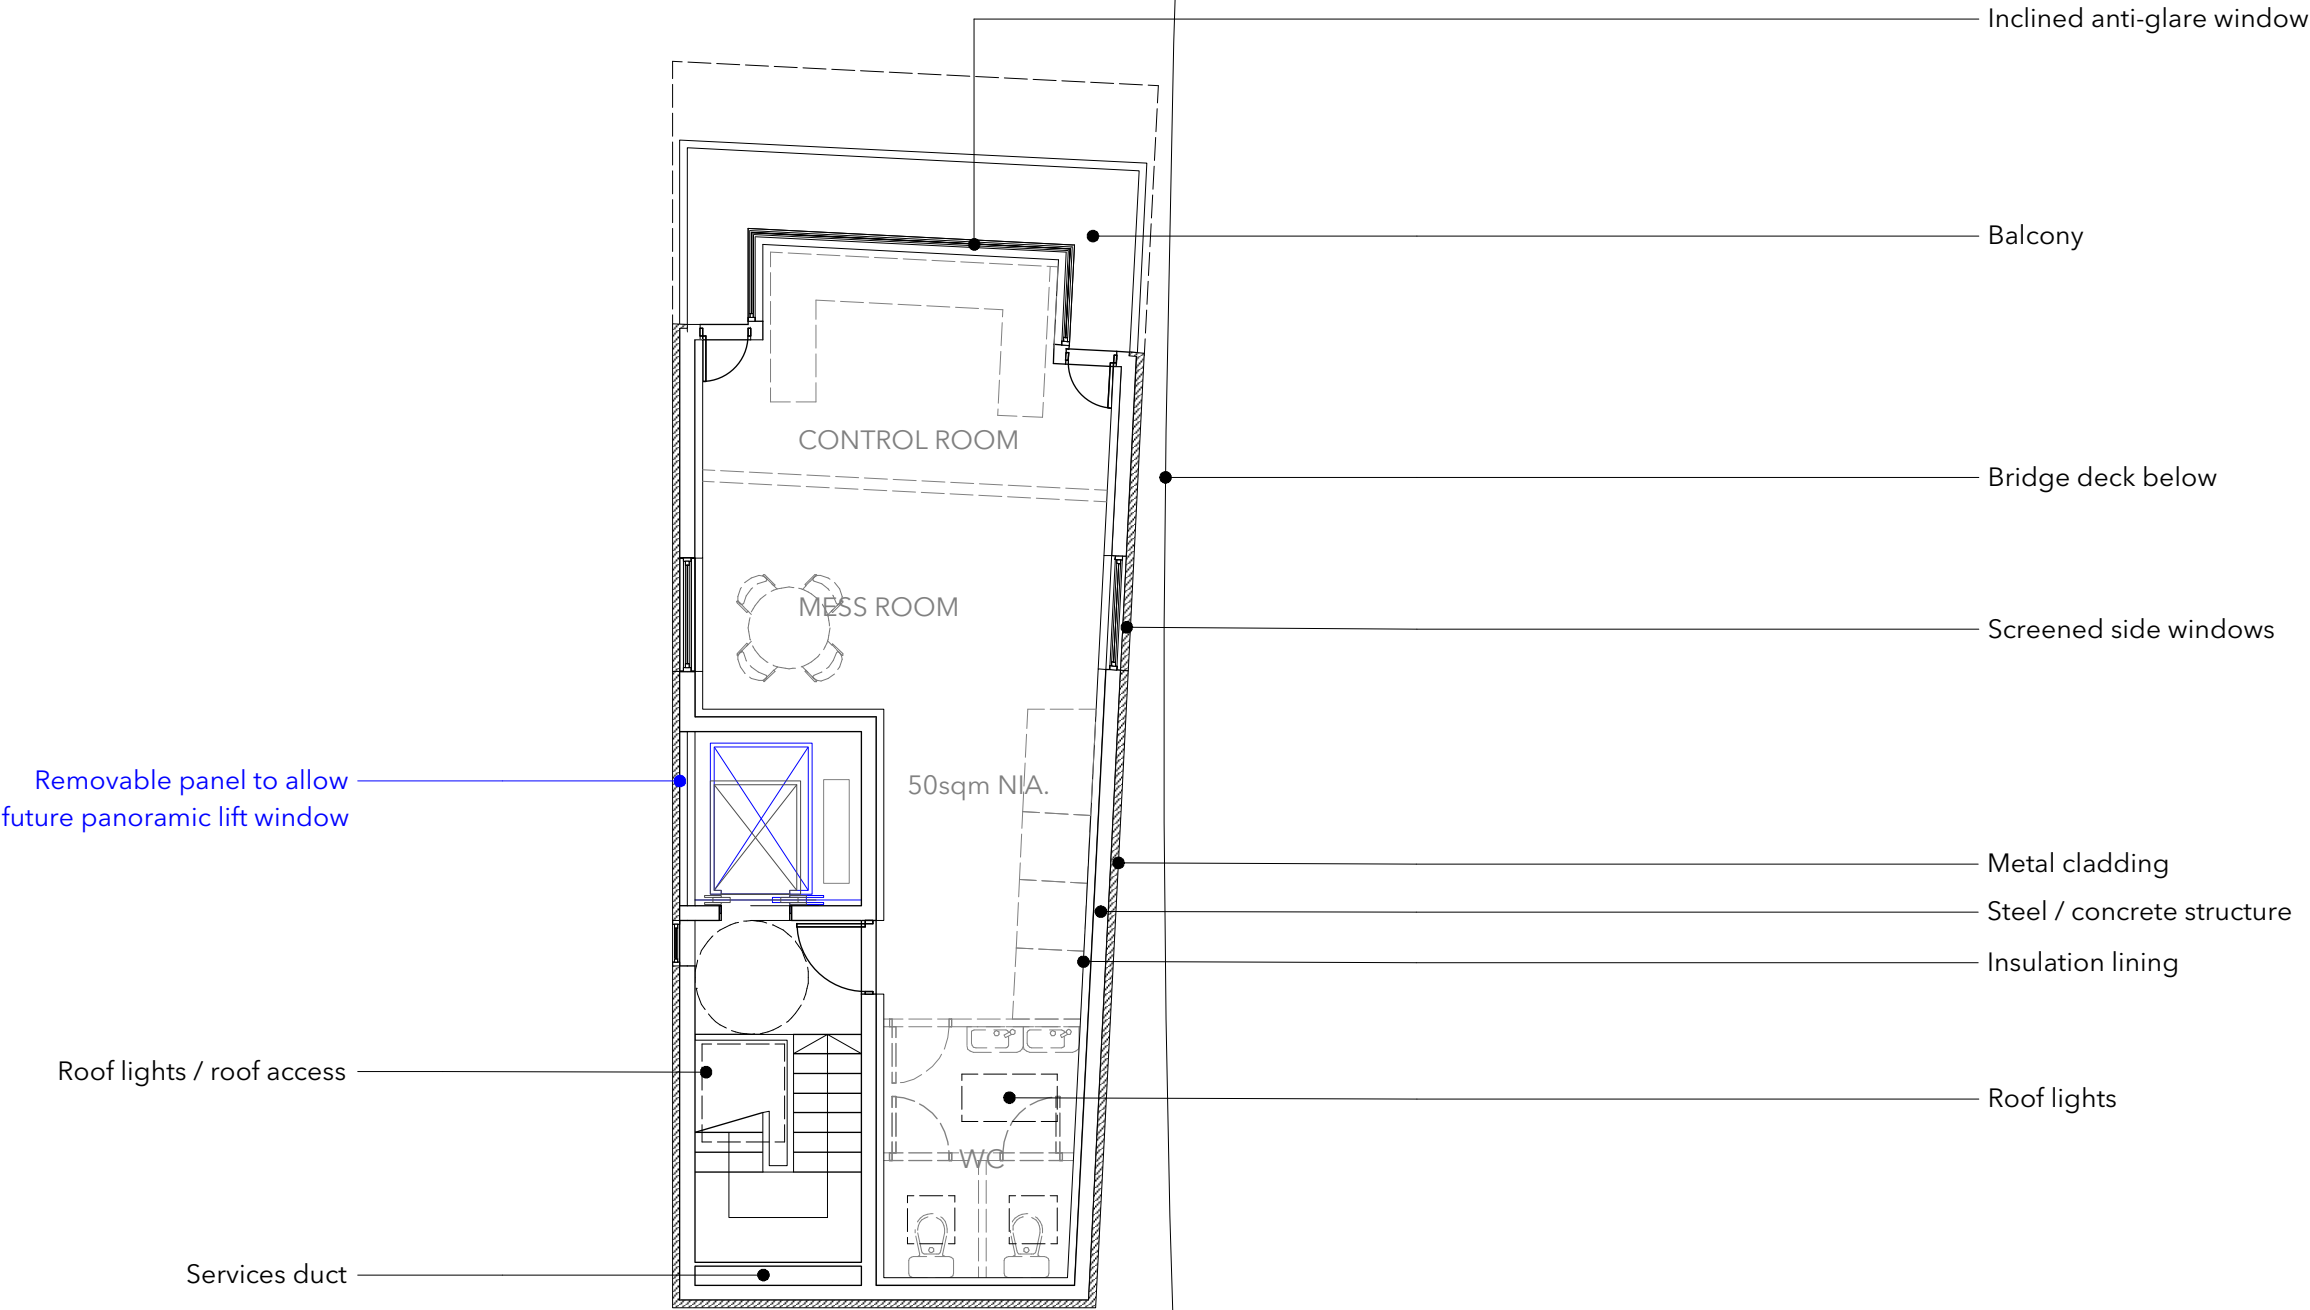 Inclined anti-glare window
Balcony
CONTROL ROOM
Bridge deck below
MESS ROOM
Screened side windows
Removable panel to allow
future panoramic lift window
50sqm NIA.
Metal cladding
Steel / concrete structure
Insulation lining
Roof lights / roof access
Roof lights
WC
Services duct